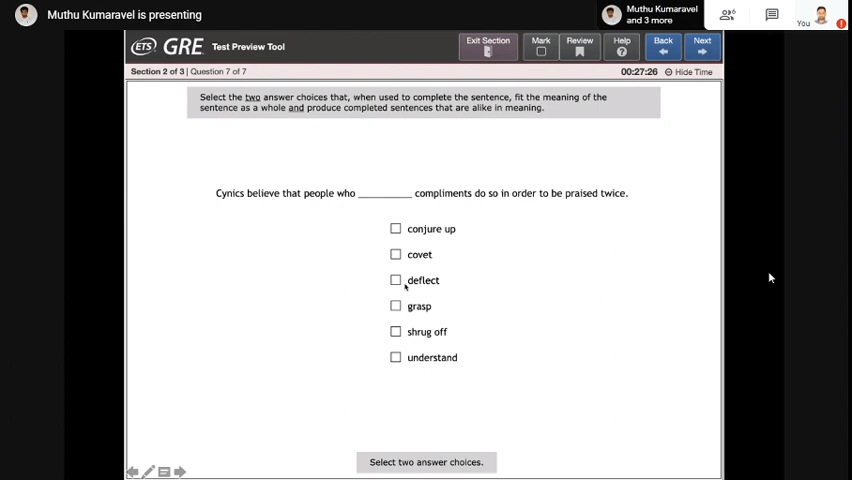 Muthu Kumaravel is presenting
Muthu Kumaravel
and 3 more
6
You
ETS GRE Test Preview Tool
Exit Section
Mark
Review
Help
Back
Next
Section 2 of 3 | Question 7 of 7
00:27:26 Hide Time
Select the two answer choices that, when used to complete the sentence, fit the meaning of the
sentence as a whole and produce completed sentences that are alike in meaning.
Cynics believe that people who __________ compliments do so in order to be praised twice.
conjure up
covet
deflect
grasp
shrug off
understand
Select two answer choices.